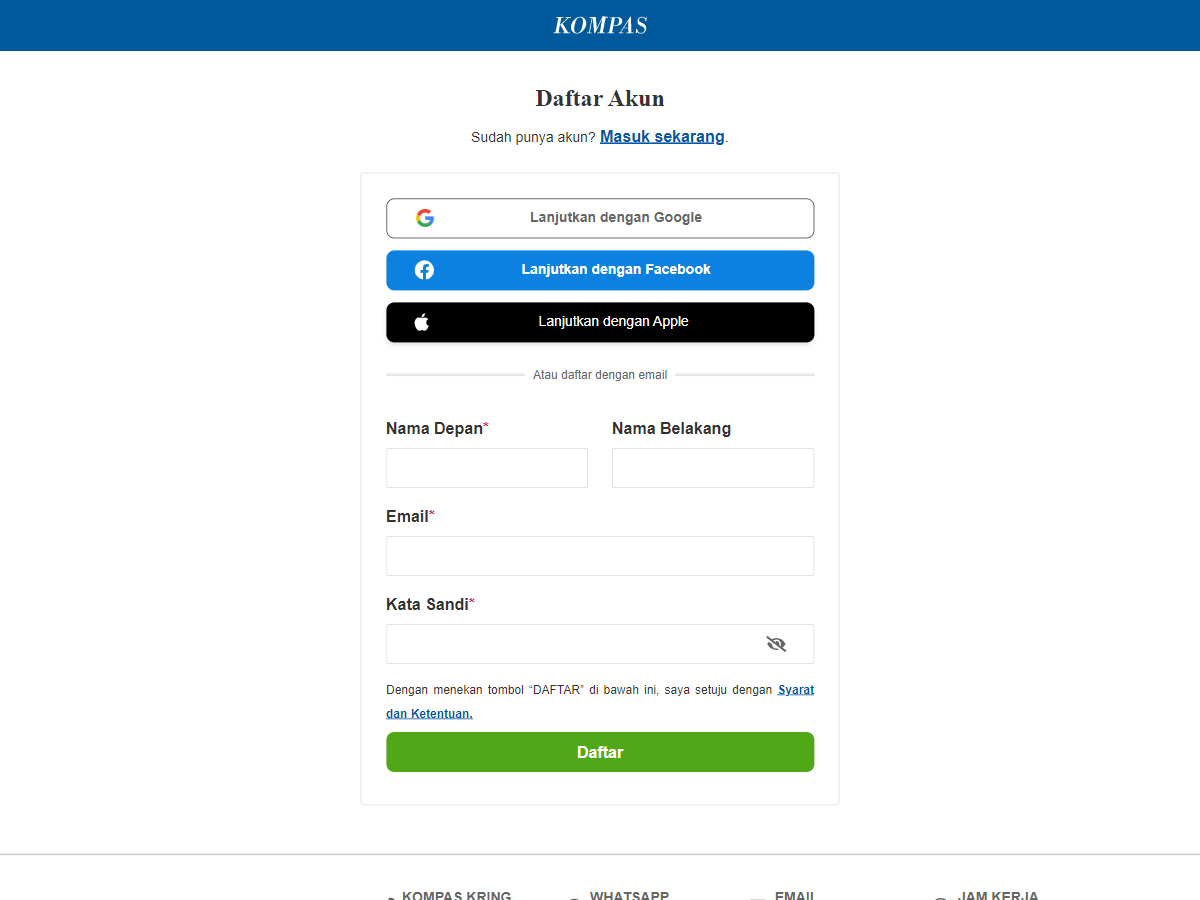 KOMPAS
Daftar Akun
Sudah punya akun? Masuk sekarang.
Lanjutkan dengan Google
Lanjutkan dengan Facebook
Lanjutkan dengan Apple
Atau daftar dengan email
Nama Depan*
Nama Belakang
Email*
Kata Sandi*
Dengan menekan tombol “DAFTAR” di bawah ini, saya setuju dengan Syarat
dan Ketentuan.
Daftar
KOMPAS KRING
WHATSAPP
EMAIL
JAM KERJA